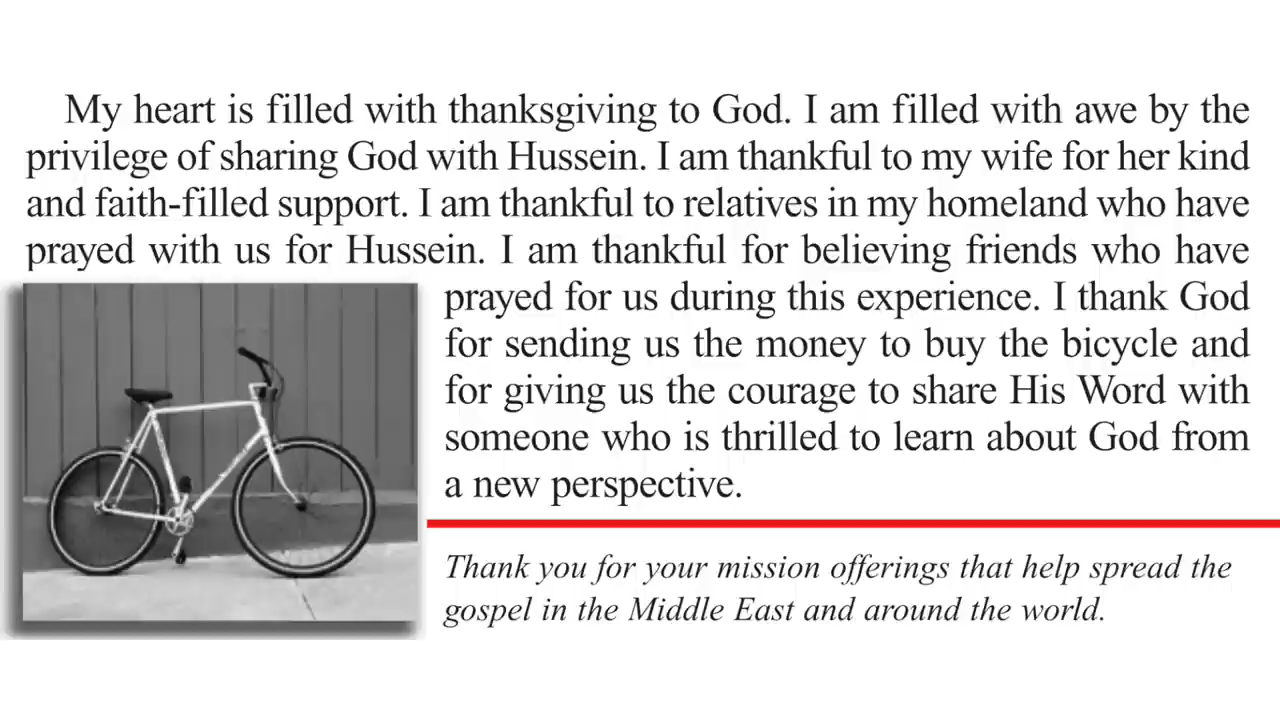 My heart is filled with thanksgiving to God. I am filled with awe by the
privilege of sharing God with Hussein. I am thankful to my wife for her kind
and faith-filled support. I am thankful to relatives in my homeland who have
prayed with us for Hussein. I am thankful for believing friends who have
prayed for us during this experience. I thank God
for sending us the money to buy the bicycle and
for giving us the courage to share His Word with
someone who is thrilled to learn about God from
a new perspective.
Thank you for your mission offerings that help spread the
gospel in the Middle East and around the world.